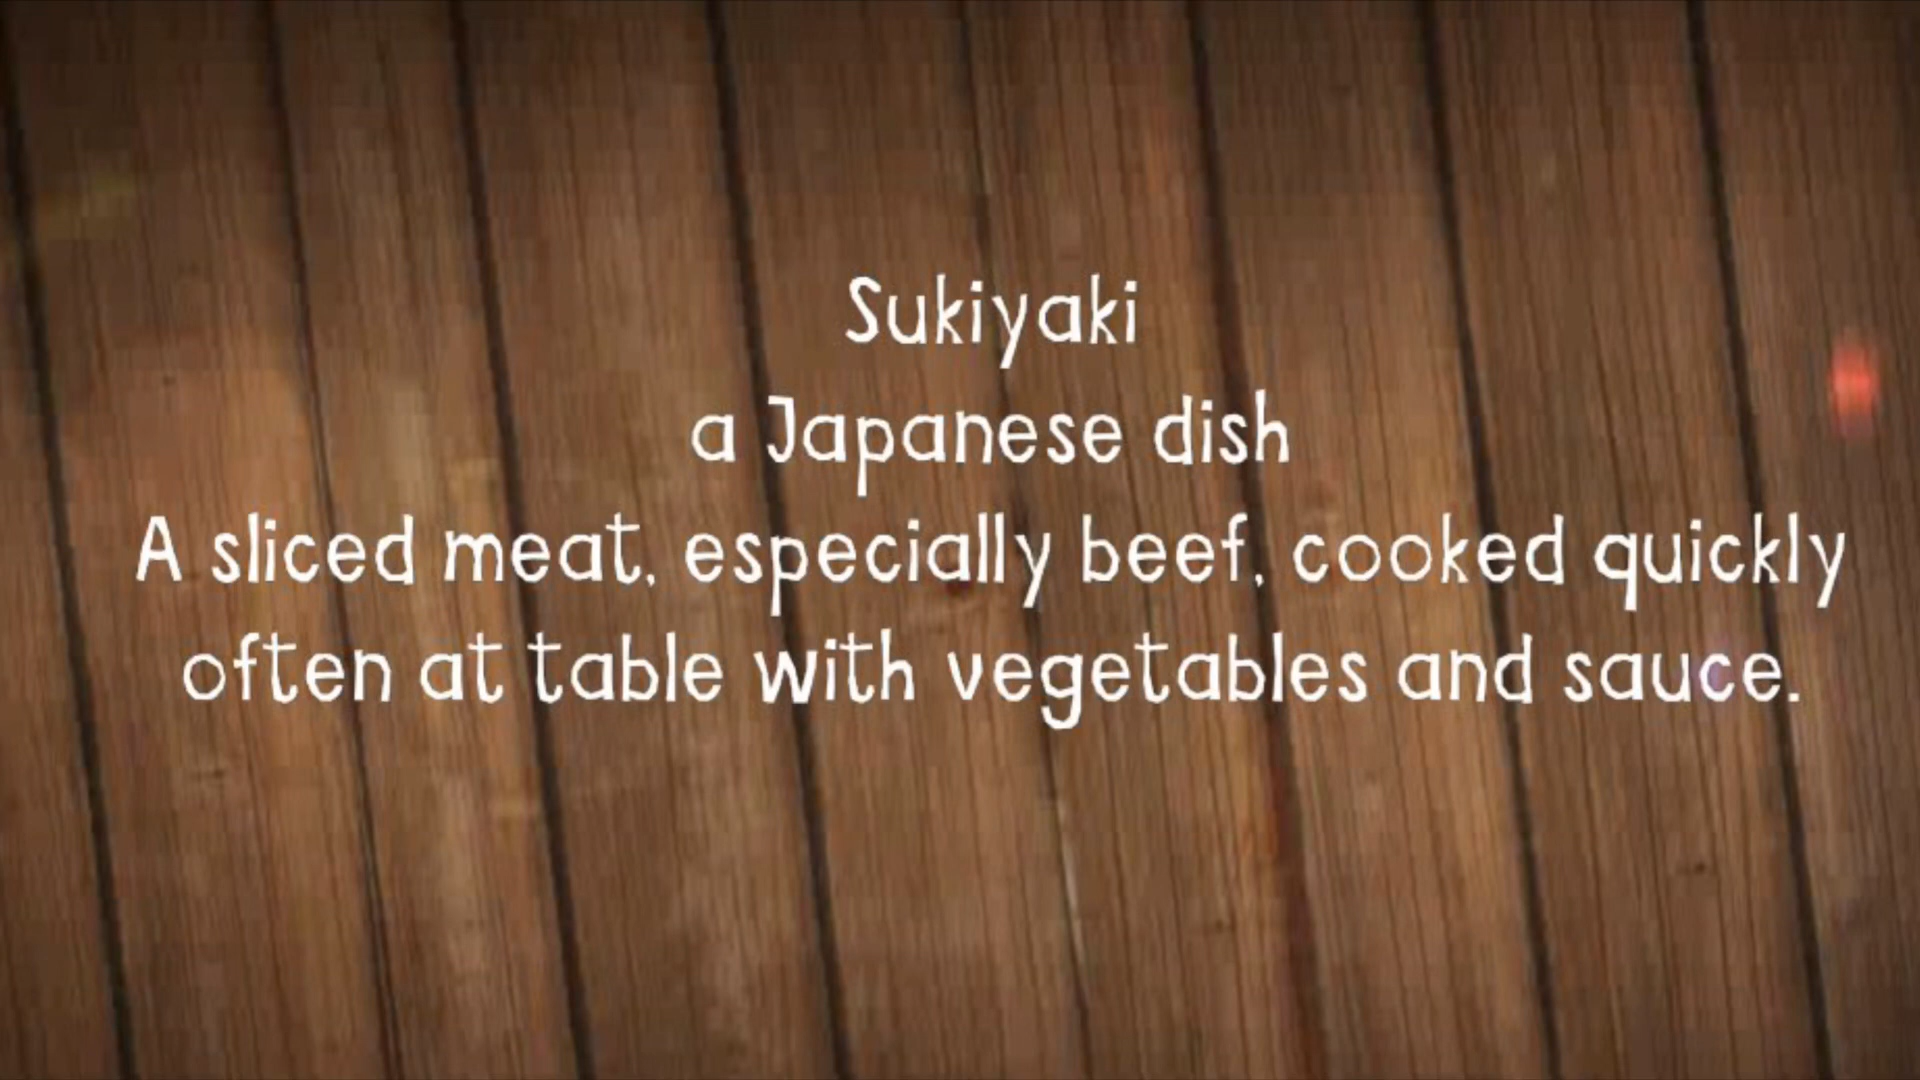 Sukiyaki
a Japanese dish
A sliced meat, especially beef, cooked quickly
often at table with vegetables and sauce.